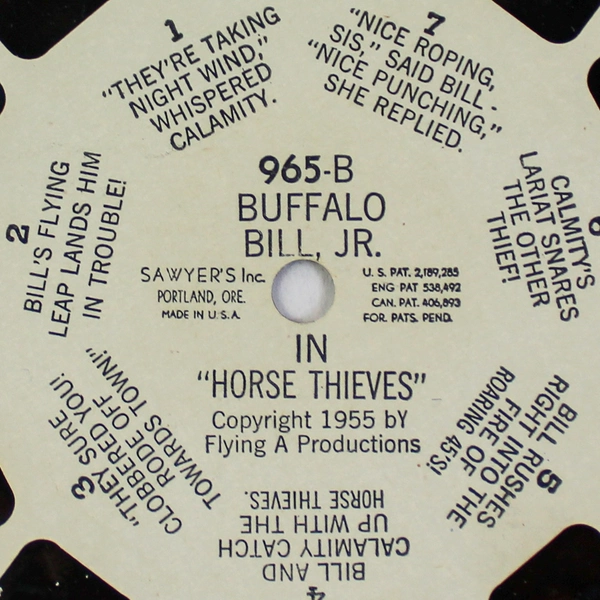 965-B
BUFFALO
BILL, JR.
SAWYER'S Inc.
PORTLAND, ORE.
MADE IN U.S.A.
U.S. PAT. 2,189,285
ENG PAT 538,492
CAN. PAT. 406,893
FOR. PATS. PEND.
IN
"HORSE THIEVES"
Copyright 1955 bY
Flying A Productions
1
"THEY'RE TAKING
NIGHT WIND,"
WHISPERED
CALAMITY.
2
BILL'S FLYING
LEAP LANDS HIM
IN TROUBLE!
3
"THEY SURE
CLOBBERED YOU!
RODE OFF
TOWARDS TOWN!"
4
BILL AND
CALAMITY CATCH
UP WITH THE
HORSE THIEVES.
5
BILL RUSHES
RIGHT INTO THE
FIRE OF
ROARING 45'S!
6
CALMITY'S
LARIAT SNARES
THE OTHER
THIEF!
7
"NICE ROPING,
SIS," SAID BILL -
"NICE PUNCHING,"
SHE REPLIED.